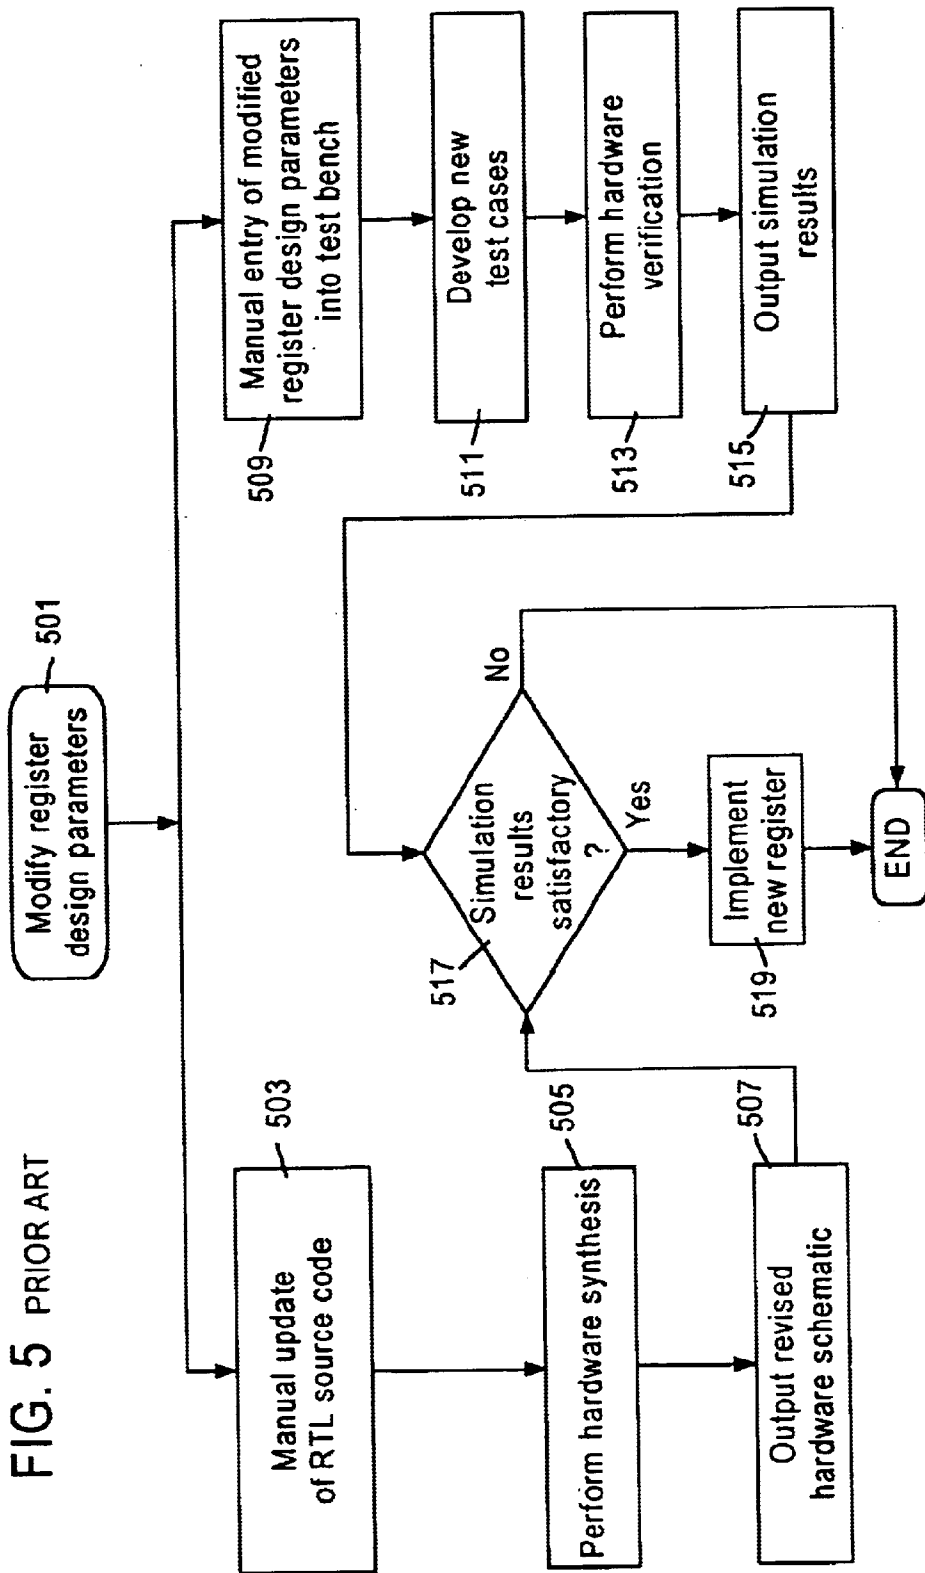 FIG. 5 PRIOR ART
Modify register
design parameters
501
Manual update
of RTL source code
503
Perform hardware synthesis
505
Output revised
hardware schematic
507
Manual entry of modified
register design parameters
into test bench
509
Develop new
test cases
511
Perform hardware
verification
513
Output simulation
results
515
Simulation
results
satisfactory
?
517
No
Yes
Implement
new register
519
END